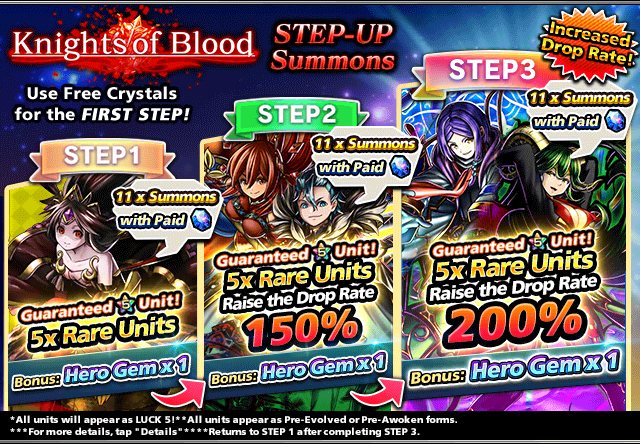 Knights of Blood
STEP-UP
Summons
Increased
Drop Rate!
Use Free Crystals
for the FIRST STEP!
STEP1
11 x Summons
with Paid
Guaranteed 5 Unit!
5x Rare Units
Bonus: Hero Gem x 1
STEP2
11 x Summons
with Paid
Guaranteed 5 Unit!
5x Rare Units
Raise the Drop Rate
150%
Bonus: Hero Gem x 1
STEP3
11 x Summons
with Paid
Guaranteed 5 Unit!
5x Rare Units
Raise the Drop Rate
200%
Bonus: Hero Gem x 1
*All units will appear as LUCK 5!**All units appear as Pre-Evolved or Pre-Awoken forms.
***For more details, tap "Details"****Returns to STEP 1 after completing STEP 3.